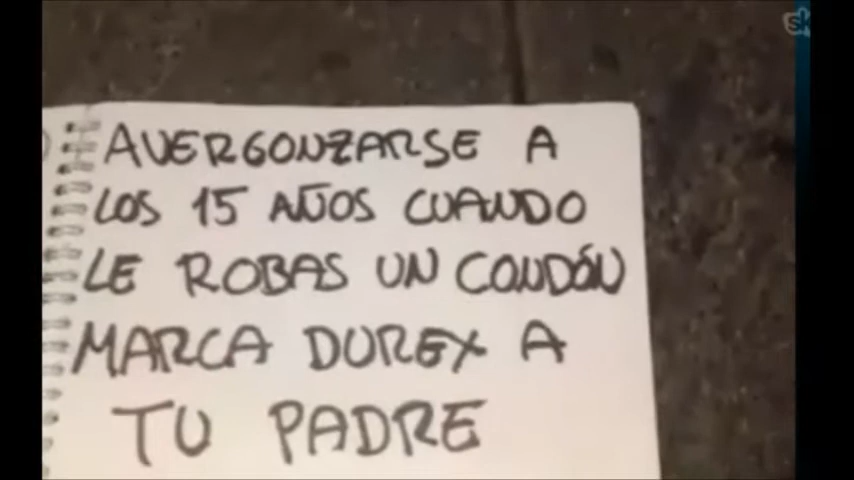 AVERGONZARSE A
LOS 15 AÑOS CUANDO
LE ROBAS UN CONDÓN
MARCA DUREX A
TU PADRE